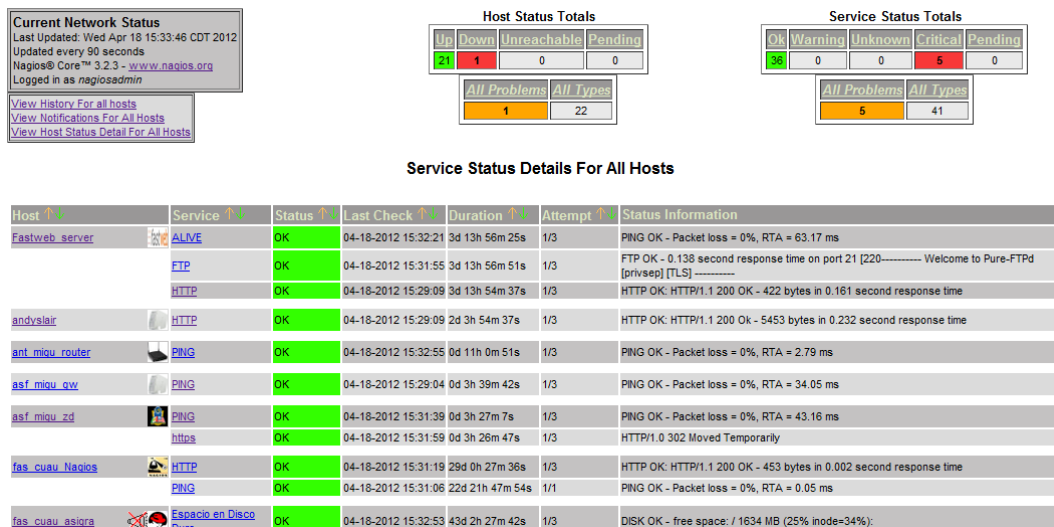 Current Network Status
Last Updated: Wed Apr 18 15:33:46 CDT 2012
Updated every 90 seconds
Nagios® Core™ 3.2.3 - www.nagios.org
Logged in as nagiosadmin
View History For all hosts
View Notifications For All Hosts
View Host Status Detail For All Hosts
Host Status Totals
Up Down Unreachable Pending
21 1 0 0
All Problems All Types
1 22
Service Status Totals
Ok Warning Unknown Critical Pending
36 0 0 5 0
All Problems All Types
5 41
Service Status Details For All Hosts
Host Service Status Last Check Duration Attempt Status Information
Fastweb_server ALIVE OK 04-18-2012 15:32:21 3d 13h 56m 25s 1/3 PING OK - Packet loss = 0%, RTA = 63.17 ms
FTP OK 04-18-2012 15:31:55 3d 13h 56m 51s 1/3 FTP OK - 0.138 second response time on port 21 [220---------- Welcome to Pure-FTPd
[privsep] [TLS] ----------
HTTP OK 04-18-2012 15:29:09 3d 13h 54m 37s 1/3 HTTP OK: HTTP/1.1 200 OK - 422 bytes in 0.161 second response time
andyslair HTTP OK 04-18-2012 15:29:09 2d 3h 54m 37s 1/3 HTTP OK: HTTP/1.1 200 Ok - 5453 bytes in 0.232 second response time
ant_migu_router PING OK 04-18-2012 15:32:55 0d 11h 0m 51s 1/3 PING OK - Packet loss = 0%, RTA = 2.79 ms
asf_migu_gw PING OK 04-18-2012 15:29:04 0d 3h 39m 42s 1/3 PING OK - Packet loss = 0%, RTA = 34.05 ms
asf_migu_zd PING OK 04-18-2012 15:31:39 0d 3h 27m 7s 1/3 PING OK - Packet loss = 0%, RTA = 43.16 ms
https OK 04-18-2012 15:31:59 0d 3h 26m 47s 1/3 HTTP/1.0 302 Moved Temporarily
fas_cuau_Nagios HTTP OK 04-18-2012 15:31:19 29d 0h 27m 36s 1/3 HTTP OK: HTTP/1.1 200 OK - 453 bytes in 0.002 second response time
PING OK 04-18-2012 15:31:06 22d 21h 47m 54s 1/1 PING OK - Packet loss = 0%, RTA = 0.05 ms
fas_cuau_asigra Espacio en Disco OK 04-18-2012 15:32:53 43d 2h 27m 42s 1/3 DISK OK - free space: / 1634 MB (25% inode=34%):